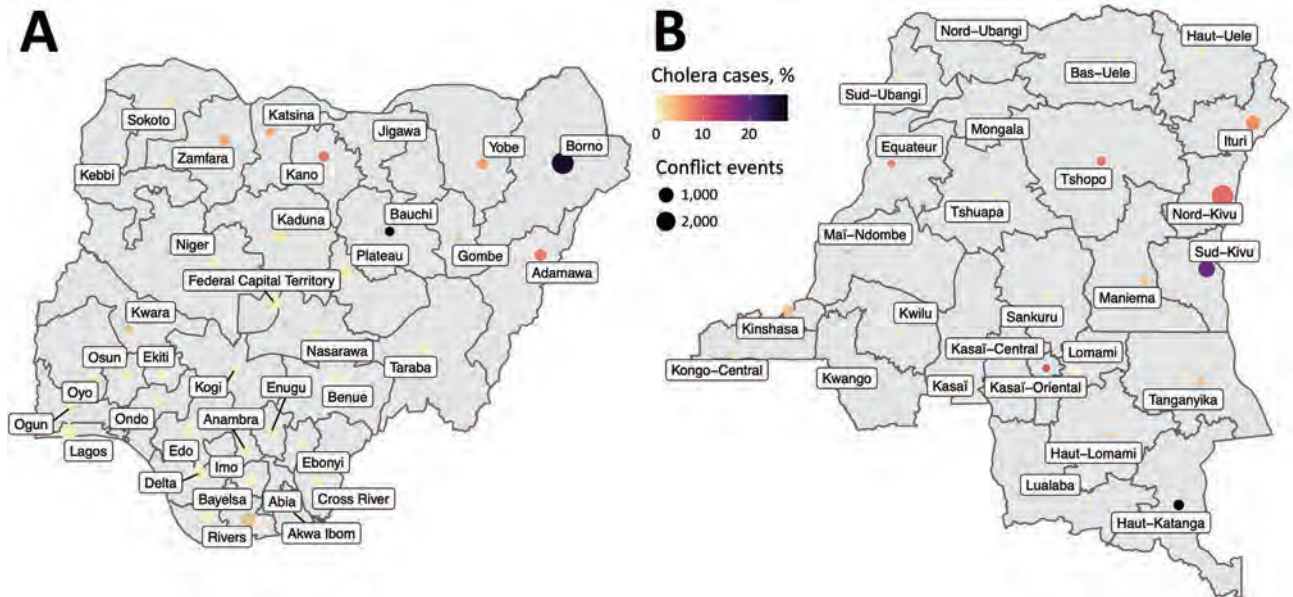 A
Sokoto
Katsina
Jigawa
Zamfara
Kano
Yobe
Borno
Kebbi
Kaduna
Bauchi
Niger
Plateau
Gombe
Adamawa
Federal Capital Territory
Kwara
Nasarawa
Taraba
Osun
Ekiti
Oyo
Kogi
Enugu
Benue
Ogun
Ondo
Anambra
Lagos
Edo
Imo
Ebonyi
Delta
Bayelsa
Abia
Cross River
Rivers
Akwa Ibom
B
Cholera cases, %
0
10
20
Conflict events
1,000
2,000
Nord-Ubangi
Haut-Uele
Bas-Uele
Sud-Ubangi
Mongala
Ituri
Equateur
Tshopo
Tshuapa
Nord-Kivu
Maï-Ndombe
Sud-Kivu
Maniema
Kinshasa
Kwilu
Sankuru
Kasaï-Central
Lomami
Kongo-Central
Kwango
Kasaï
Kasaï-Oriental
Tanganyika
Haut-Lomami
Lualaba
Haut-Katanga